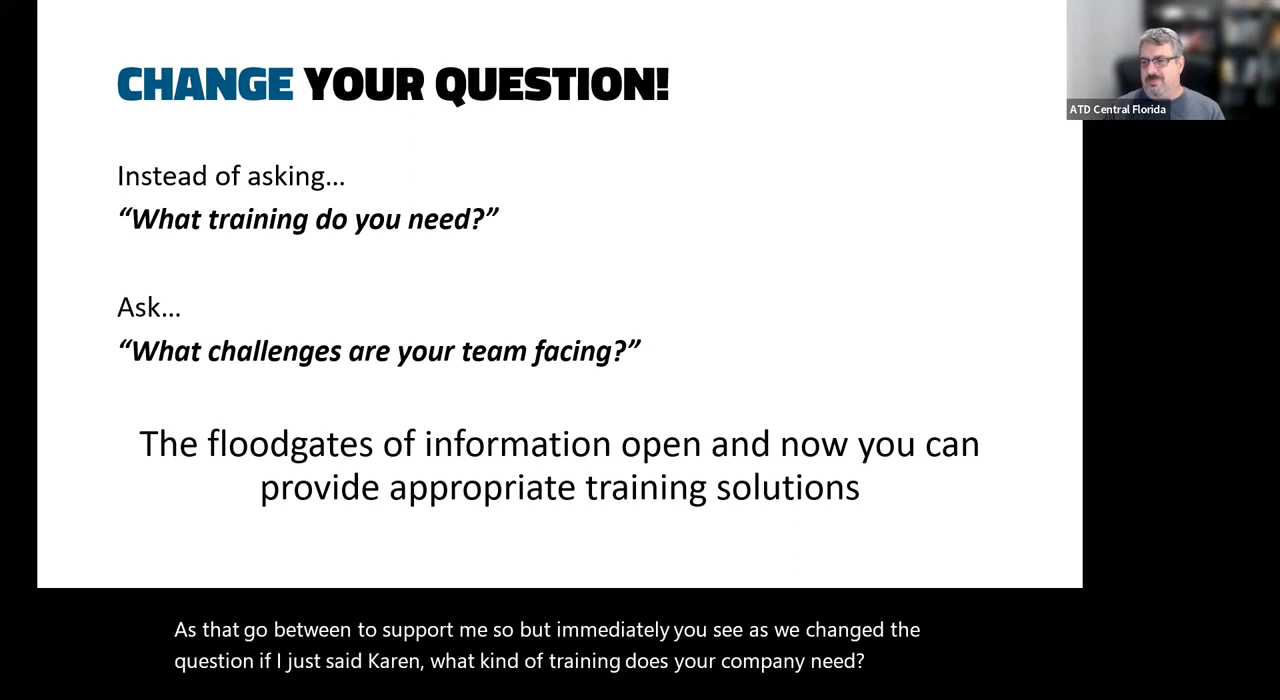 CHANGE YOUR QUESTION!
Instead of asking...
“What training do you need?”
Ask...
“What challenges are your team facing?”
The floodgates of information open and now you can
provide appropriate training solutions
ATD Central Florida
As that go between to support me so but immediately you see as we changed the
question if I just said Karen, what kind of training does your company need?